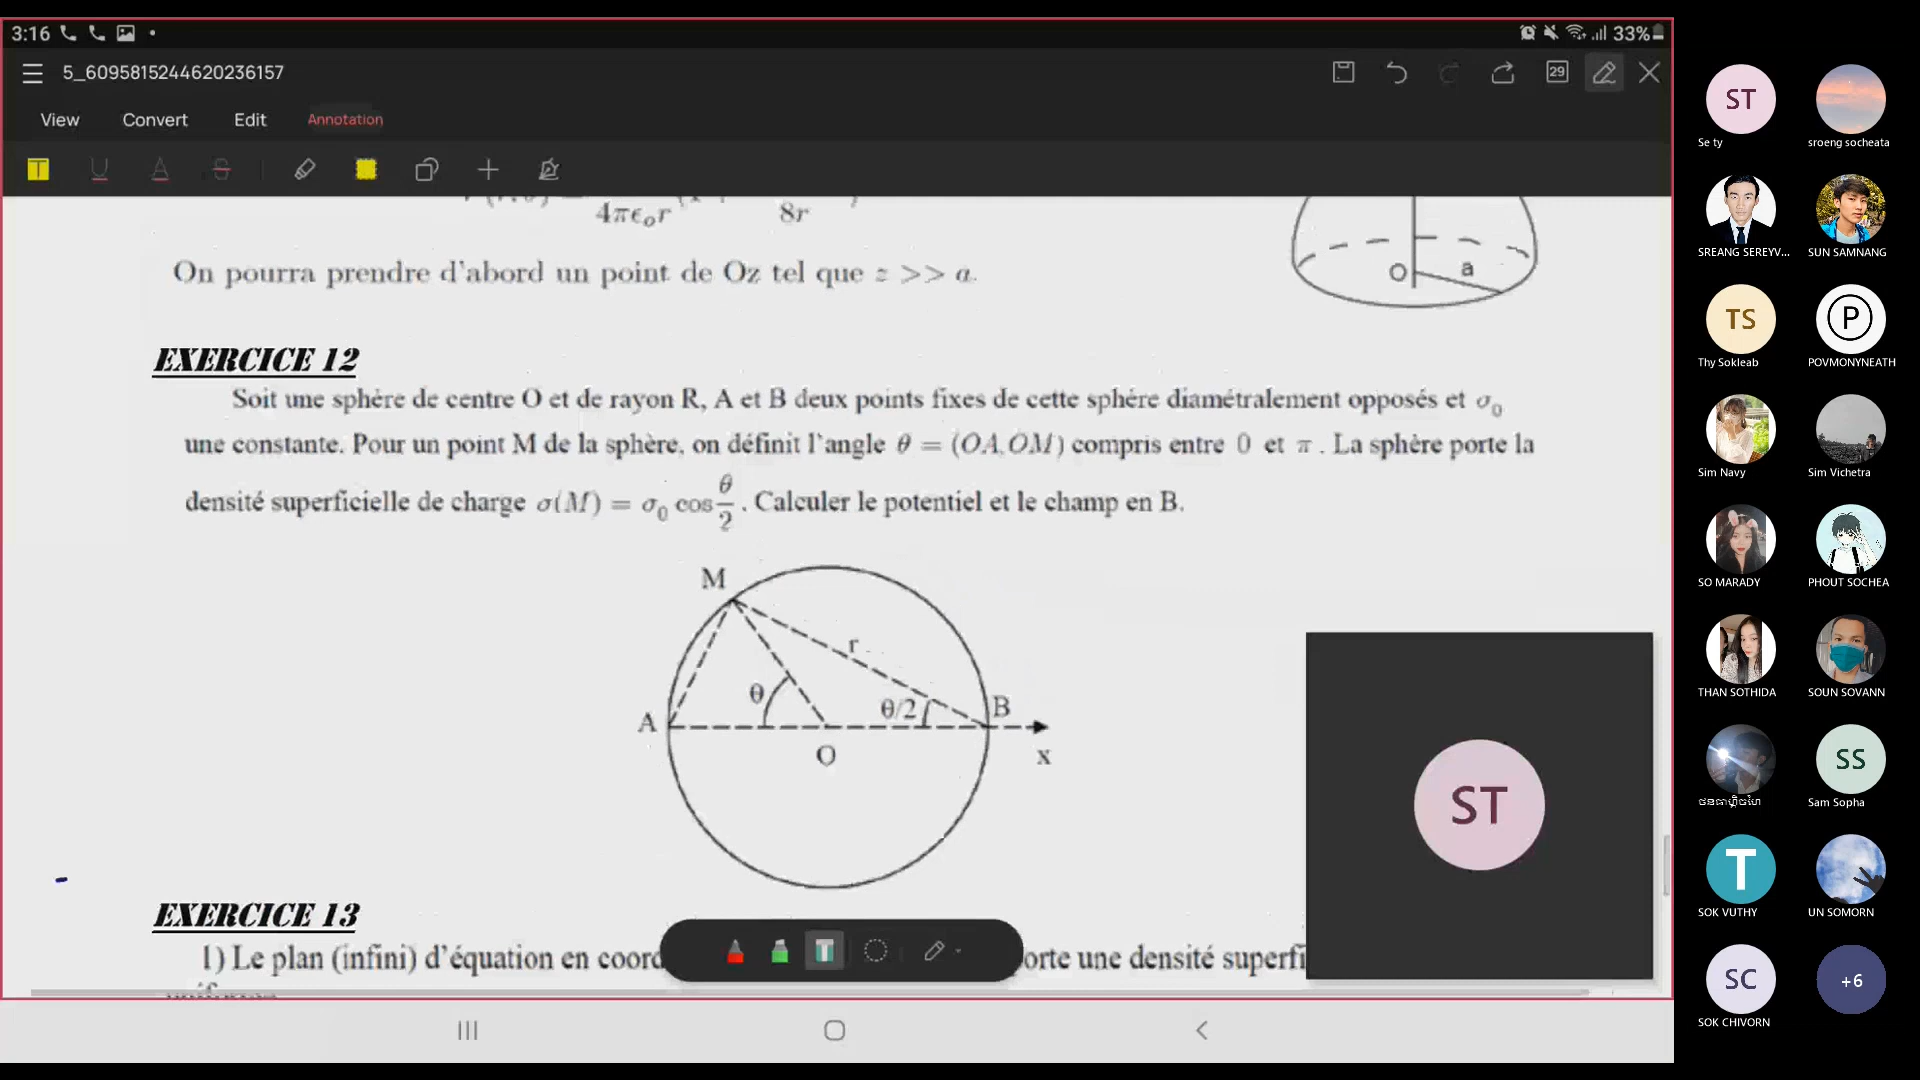 3:16
33%
5_6095815244620236157
29
View Convert Edit Annotation
T U A S
4πϵ₀r 8r
On pourra prendre d'abord un point de Oz tel que z >> a.
O a
EXERCICE 12
Soit une sphère de centre O et de rayon R, A et B deux points fixes de cette sphère diamétralement opposés et σ₀
une constante. Pour un point M de la sphère, on définit l'angle θ = (OA,OM) compris entre 0 et π . La sphère porte la
densité superficielle de charge σ(M) = σ₀ cos θ/2 . Calculer le potentiel et le champ en B.
M
r
θ
θ/2
A
B
O
x
EXERCICE 13
1) Le plan (infini) d'équation en coord orte une densité superfi
ST
ST
Se ty
sroeng socheata
SREANG SEREYV...
SUN SAMNANG
TS
Thy Sokleab
P
POVMONYNEATH
Sim Navy
Sim Vichetra
SO MARADY
PHOUT SOCHEA
THAN SOTHIDA
SOUN SOVANN
SS
Sam Sopha
T
SOK VUTHY
UN SOMORN
SC
SOK CHIVORN
+6